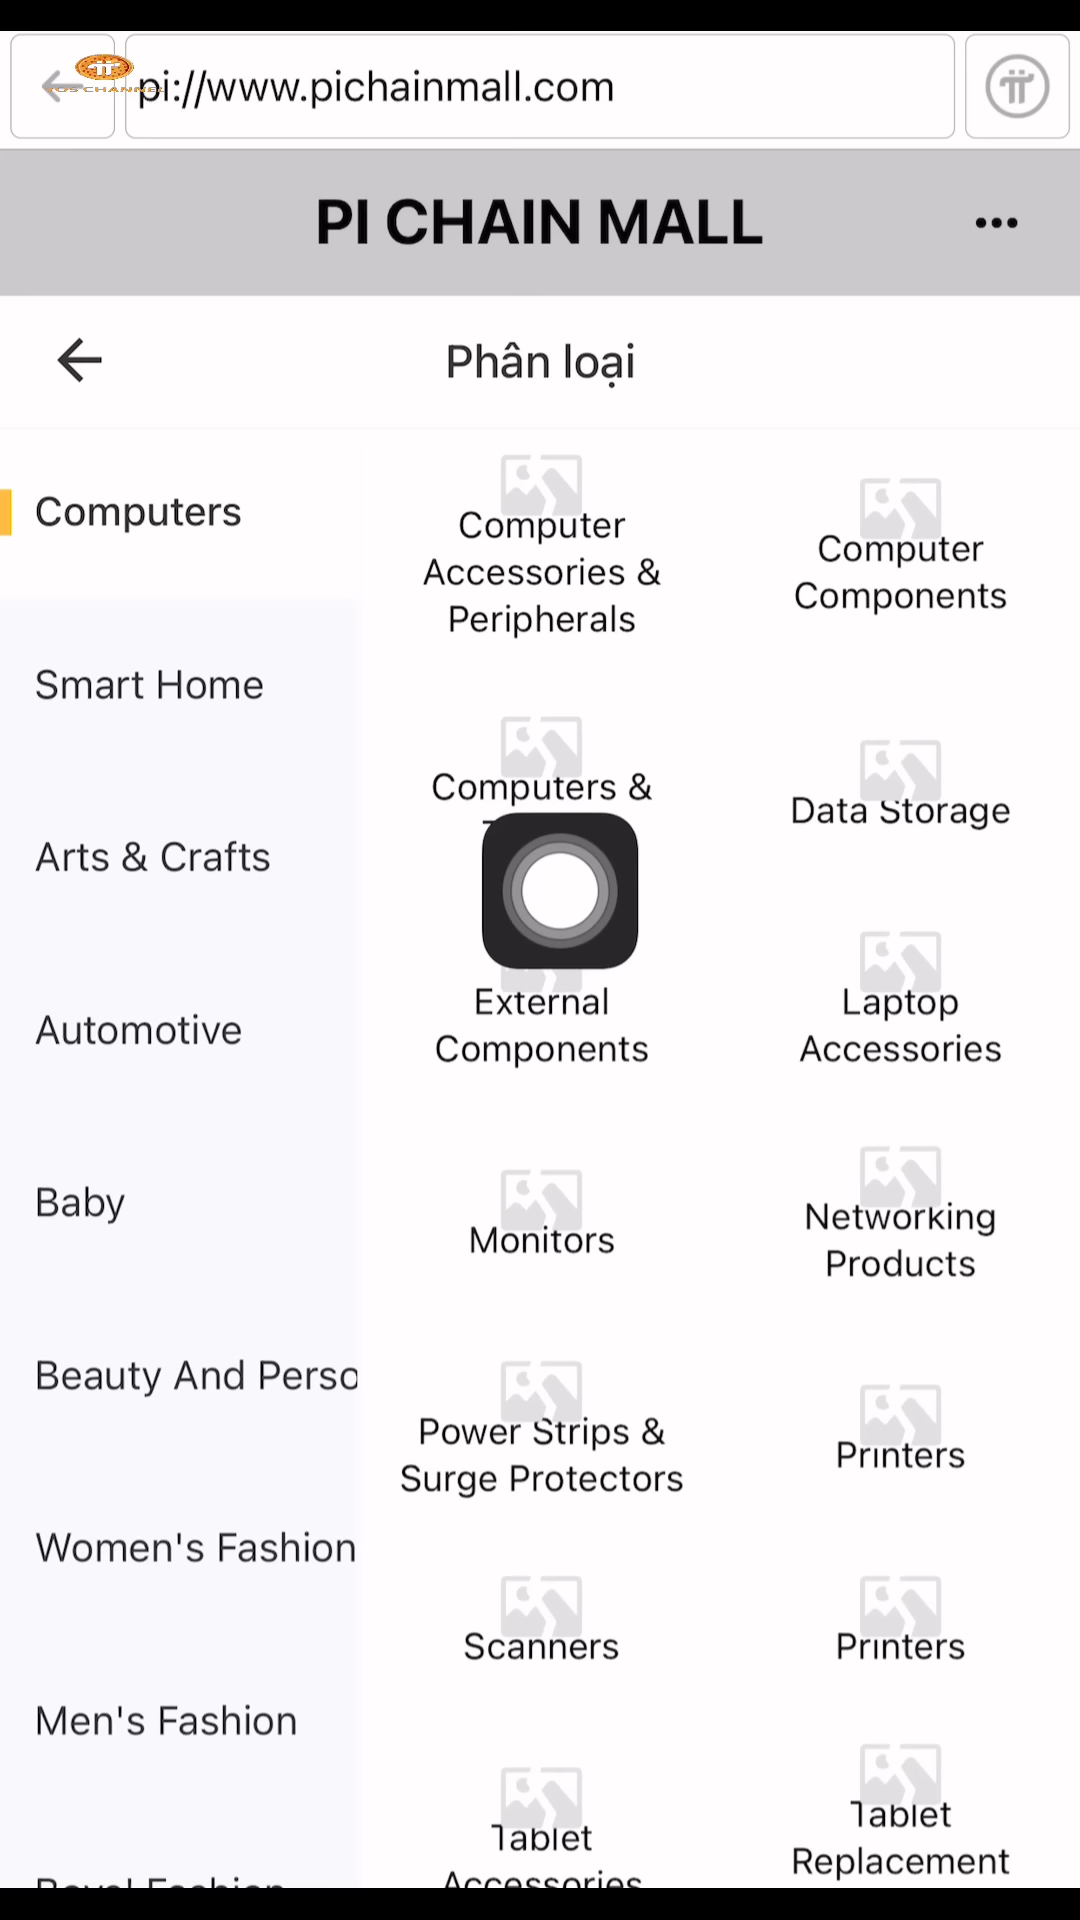 pi://www.pichainmall.com
PI CHAIN MALL
Phân loại
Computers
Smart Home
Arts & Crafts
Automotive
Baby
Beauty And Perso
Women's Fashion
Men's Fashion
Computer
Accessories &
Peripherals
Computer
Components
Computers &
Data Storage
External
Components
Laptop
Accessories
Monitors
Networking
Products
Power Strips &
Surge Protectors
Printers
Scanners
Printers
Tablet
Accessories
Tablet
Replacement